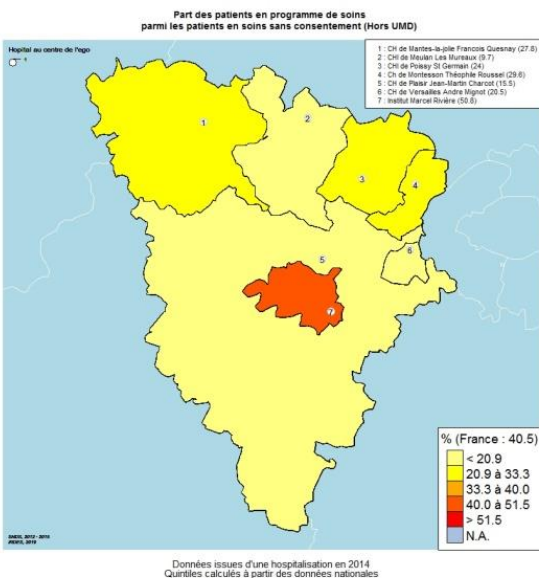 Part des patients en programme de soins
parmi les patients en soins sans consentement (Hors UMD)
Hopital au centre de l'ego
1 : CH de Mantes-la-jolie Francois Quesnay (27.8)
2 : CH de Meulan Les Mureaux (9.7)
3 : CHI de Poissy St Germain (24)
4 : CH de Montesson Théophile Roussel (29.6)
5 : CH de Plaisir Jean-Martin Charcot (15.5)
6 : CH de Versailles Andre Mignot (20.5)
7 : Institut Marcel Rivière (50.8)
1
2
3
4
5
6
7
% (France : 40.5)
< 20.9
20.9 à 33.3
33.3 à 40.0
40.0 à 51.5
> 51.5
N.A.
Données issues d'une hospitalisation en 2014
Quintiles calculés à partir des données nationales